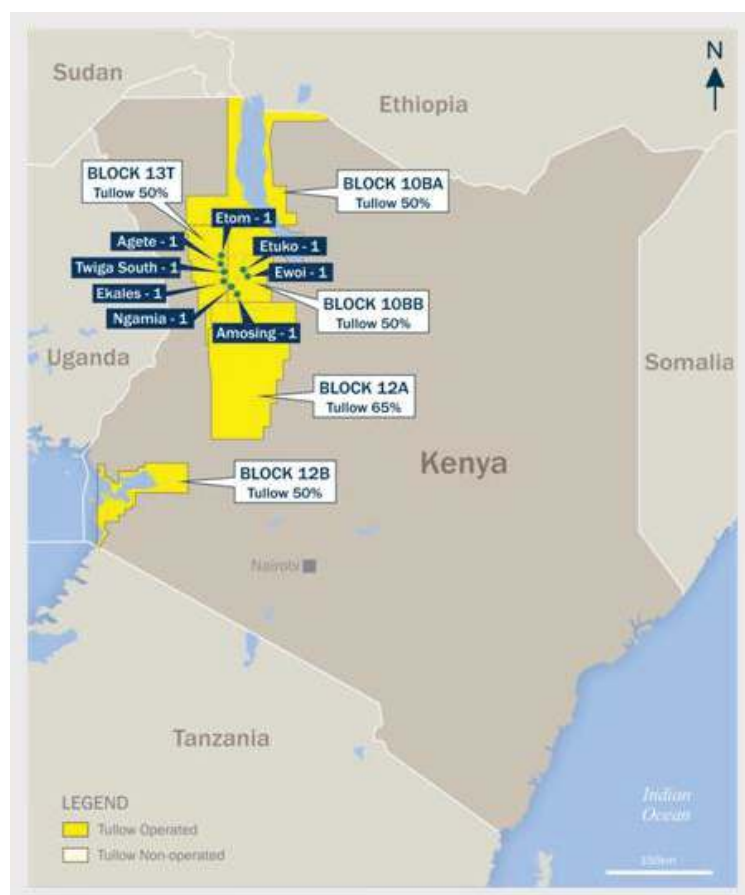 N
Sudan
Ethiopia
BLOCK 13T
Tullow 50%
BLOCK 10BA
Tullow 50%
Etom - 1
Agete - 1
Etuko - 1
Twiga South - 1
Ewoi - 1
Ekales - 1
BLOCK 10BB
Tullow 50%
Ngamia - 1
Amosing - 1
Uganda
Somalia
BLOCK 12A
Tullow 65%
Kenya
BLOCK 12B
Tullow 50%
Nairobi
Tanzania
LEGEND
Tullow Operated
Tullow Non-operated
Indian
Ocean